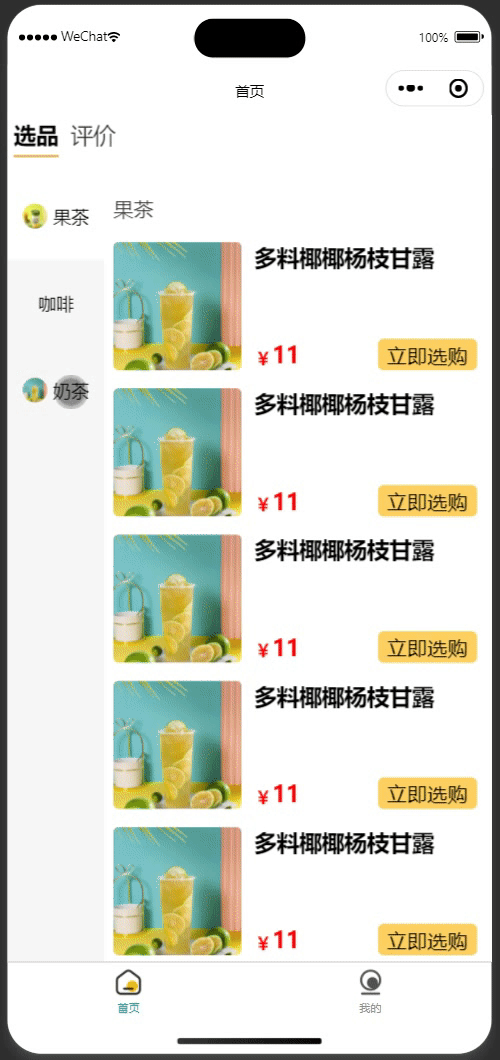 WeChat
100%
首页
选品 评价
果茶
咖啡
奶茶
果茶
多料椰椰杨枝甘露
¥11
立即选购
多料椰椰杨枝甘露
¥11
立即选购
多料椰椰杨枝甘露
¥11
立即选购
多料椰椰杨枝甘露
¥11
立即选购
多料椰椰杨枝甘露
¥11
立即选购
首页
我的